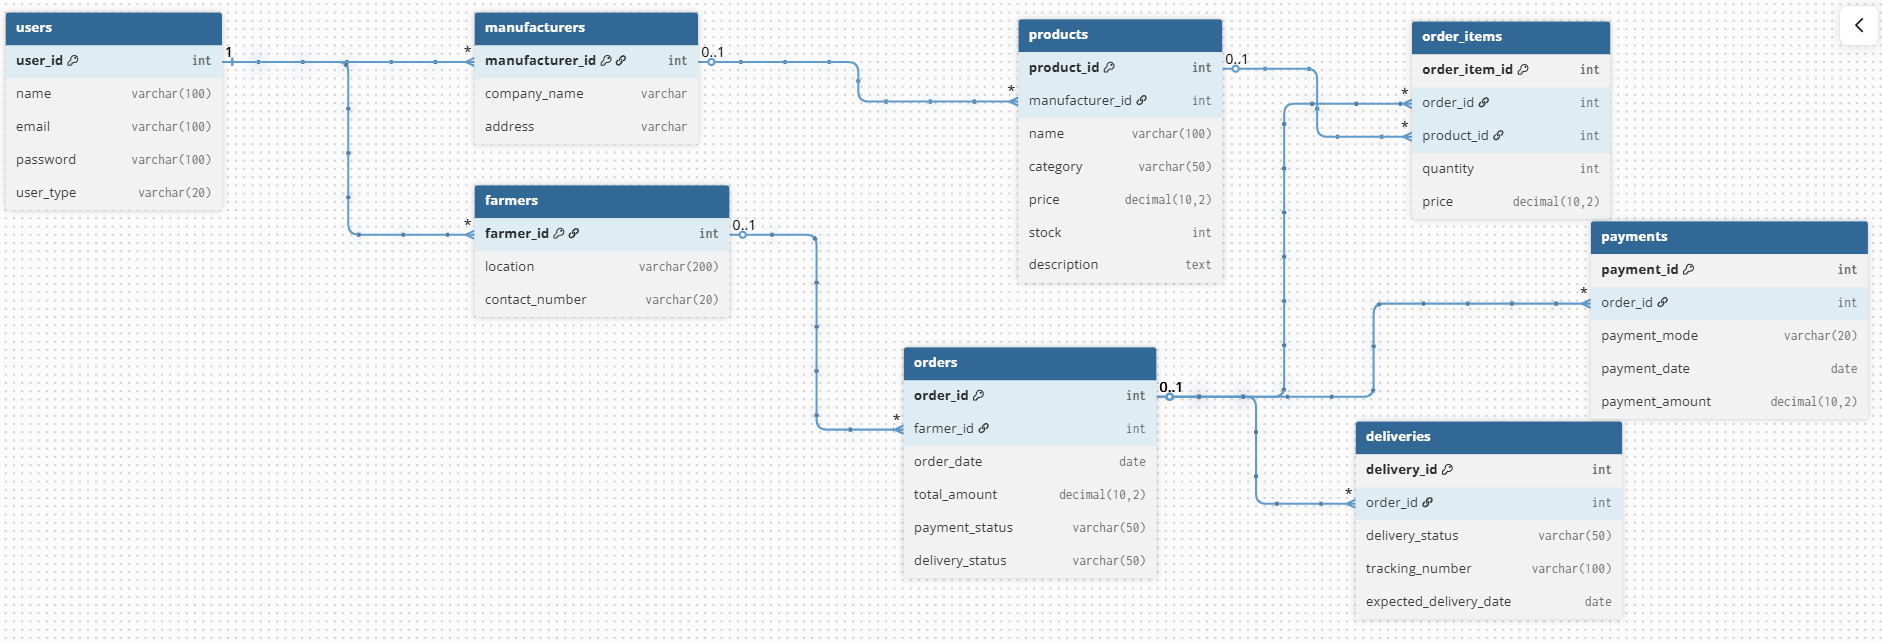 users
user_id int
name varchar(100)
email varchar(100)
password varchar(100)
user_type varchar(20)
1
*
*
manufacturers
manufacturer_id int
company_name varchar
address varchar
0..1
*
farmers
farmer_id int
location varchar(200)
contact_number varchar(20)
0..1
*
products
product_id int
manufacturer_id int
name varchar(100)
category varchar(50)
price decimal(10,2)
stock int
description text
0..1
*
*
order_items
order_item_id int
order_id int
product_id int
quantity int
price decimal(10,2)
orders
order_id int
farmer_id int
order_date date
total_amount decimal(10,2)
payment_status varchar(50)
delivery_status varchar(50)
0..1
*
*
payments
payment_id int
order_id int
payment_mode varchar(20)
payment_date date
payment_amount decimal(10,2)
deliveries
delivery_id int
order_id int
delivery_status varchar(50)
tracking_number varchar(100)
expected_delivery_date date